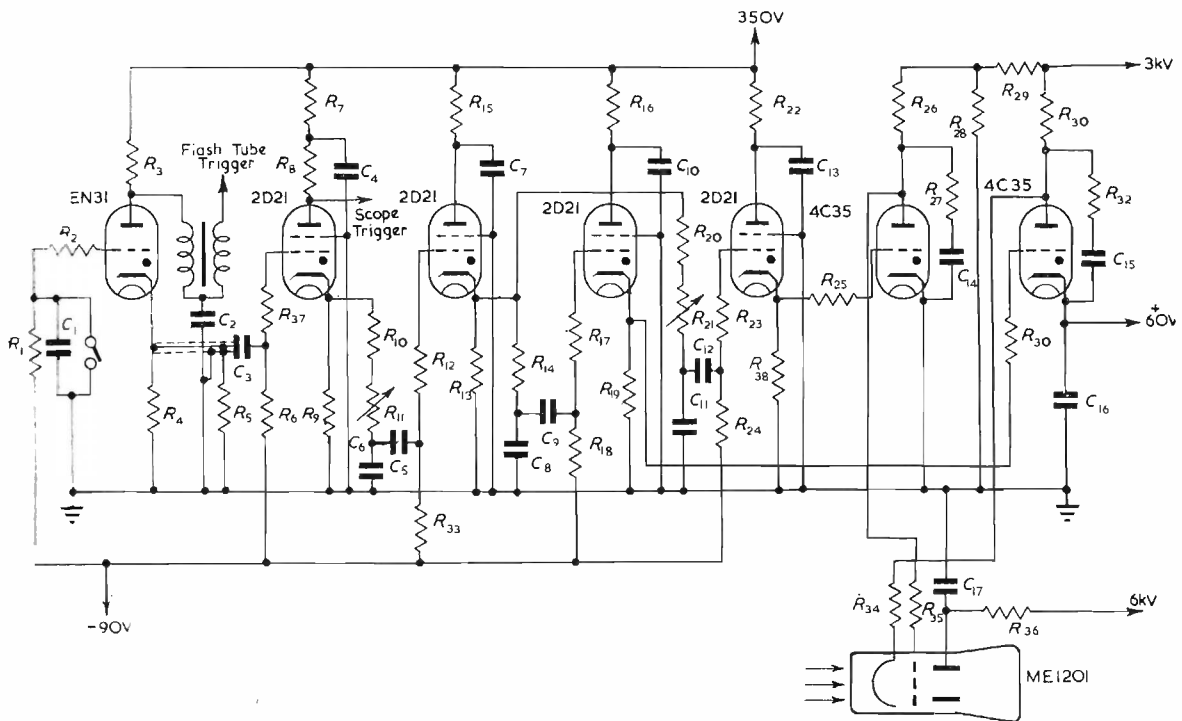 350V
3kV
R7
R15
R16
R22
R26
R28
R29
R30
R3
Flash Tube
Trigger
R8
C4
C7
C10
C13
R27
R32
EN31
2D21
2D21
2D21
2D21
4C35
4C35
Scope
Trigger
R2
R20
C14
C15
R1
C1
C2
C3
R37
R10
R12
R14
R17
R21
R23
R25
+
60V
R4
R5
R6
R9
R11
R13
C6
C5
C9
C8
R18
R19
C12
C11
R24
R38
R30
C16
R33
-90V
R34
R35
C17
R36
6kV
ME1201